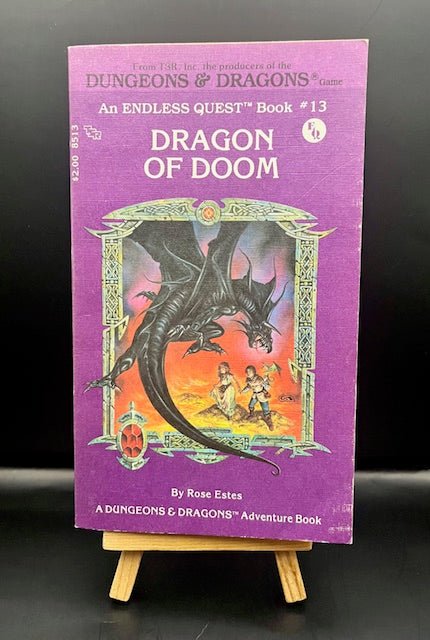 From TSR, Inc. the producers of the
DUNGEONS & DRAGONS® Game
An ENDLESS QUEST™ Book #13
EQ
TSR
$2.00 8513
DRAGON
OF DOOM
By Rose Estes
A DUNGEONS & DRAGONS™ Adventure Book